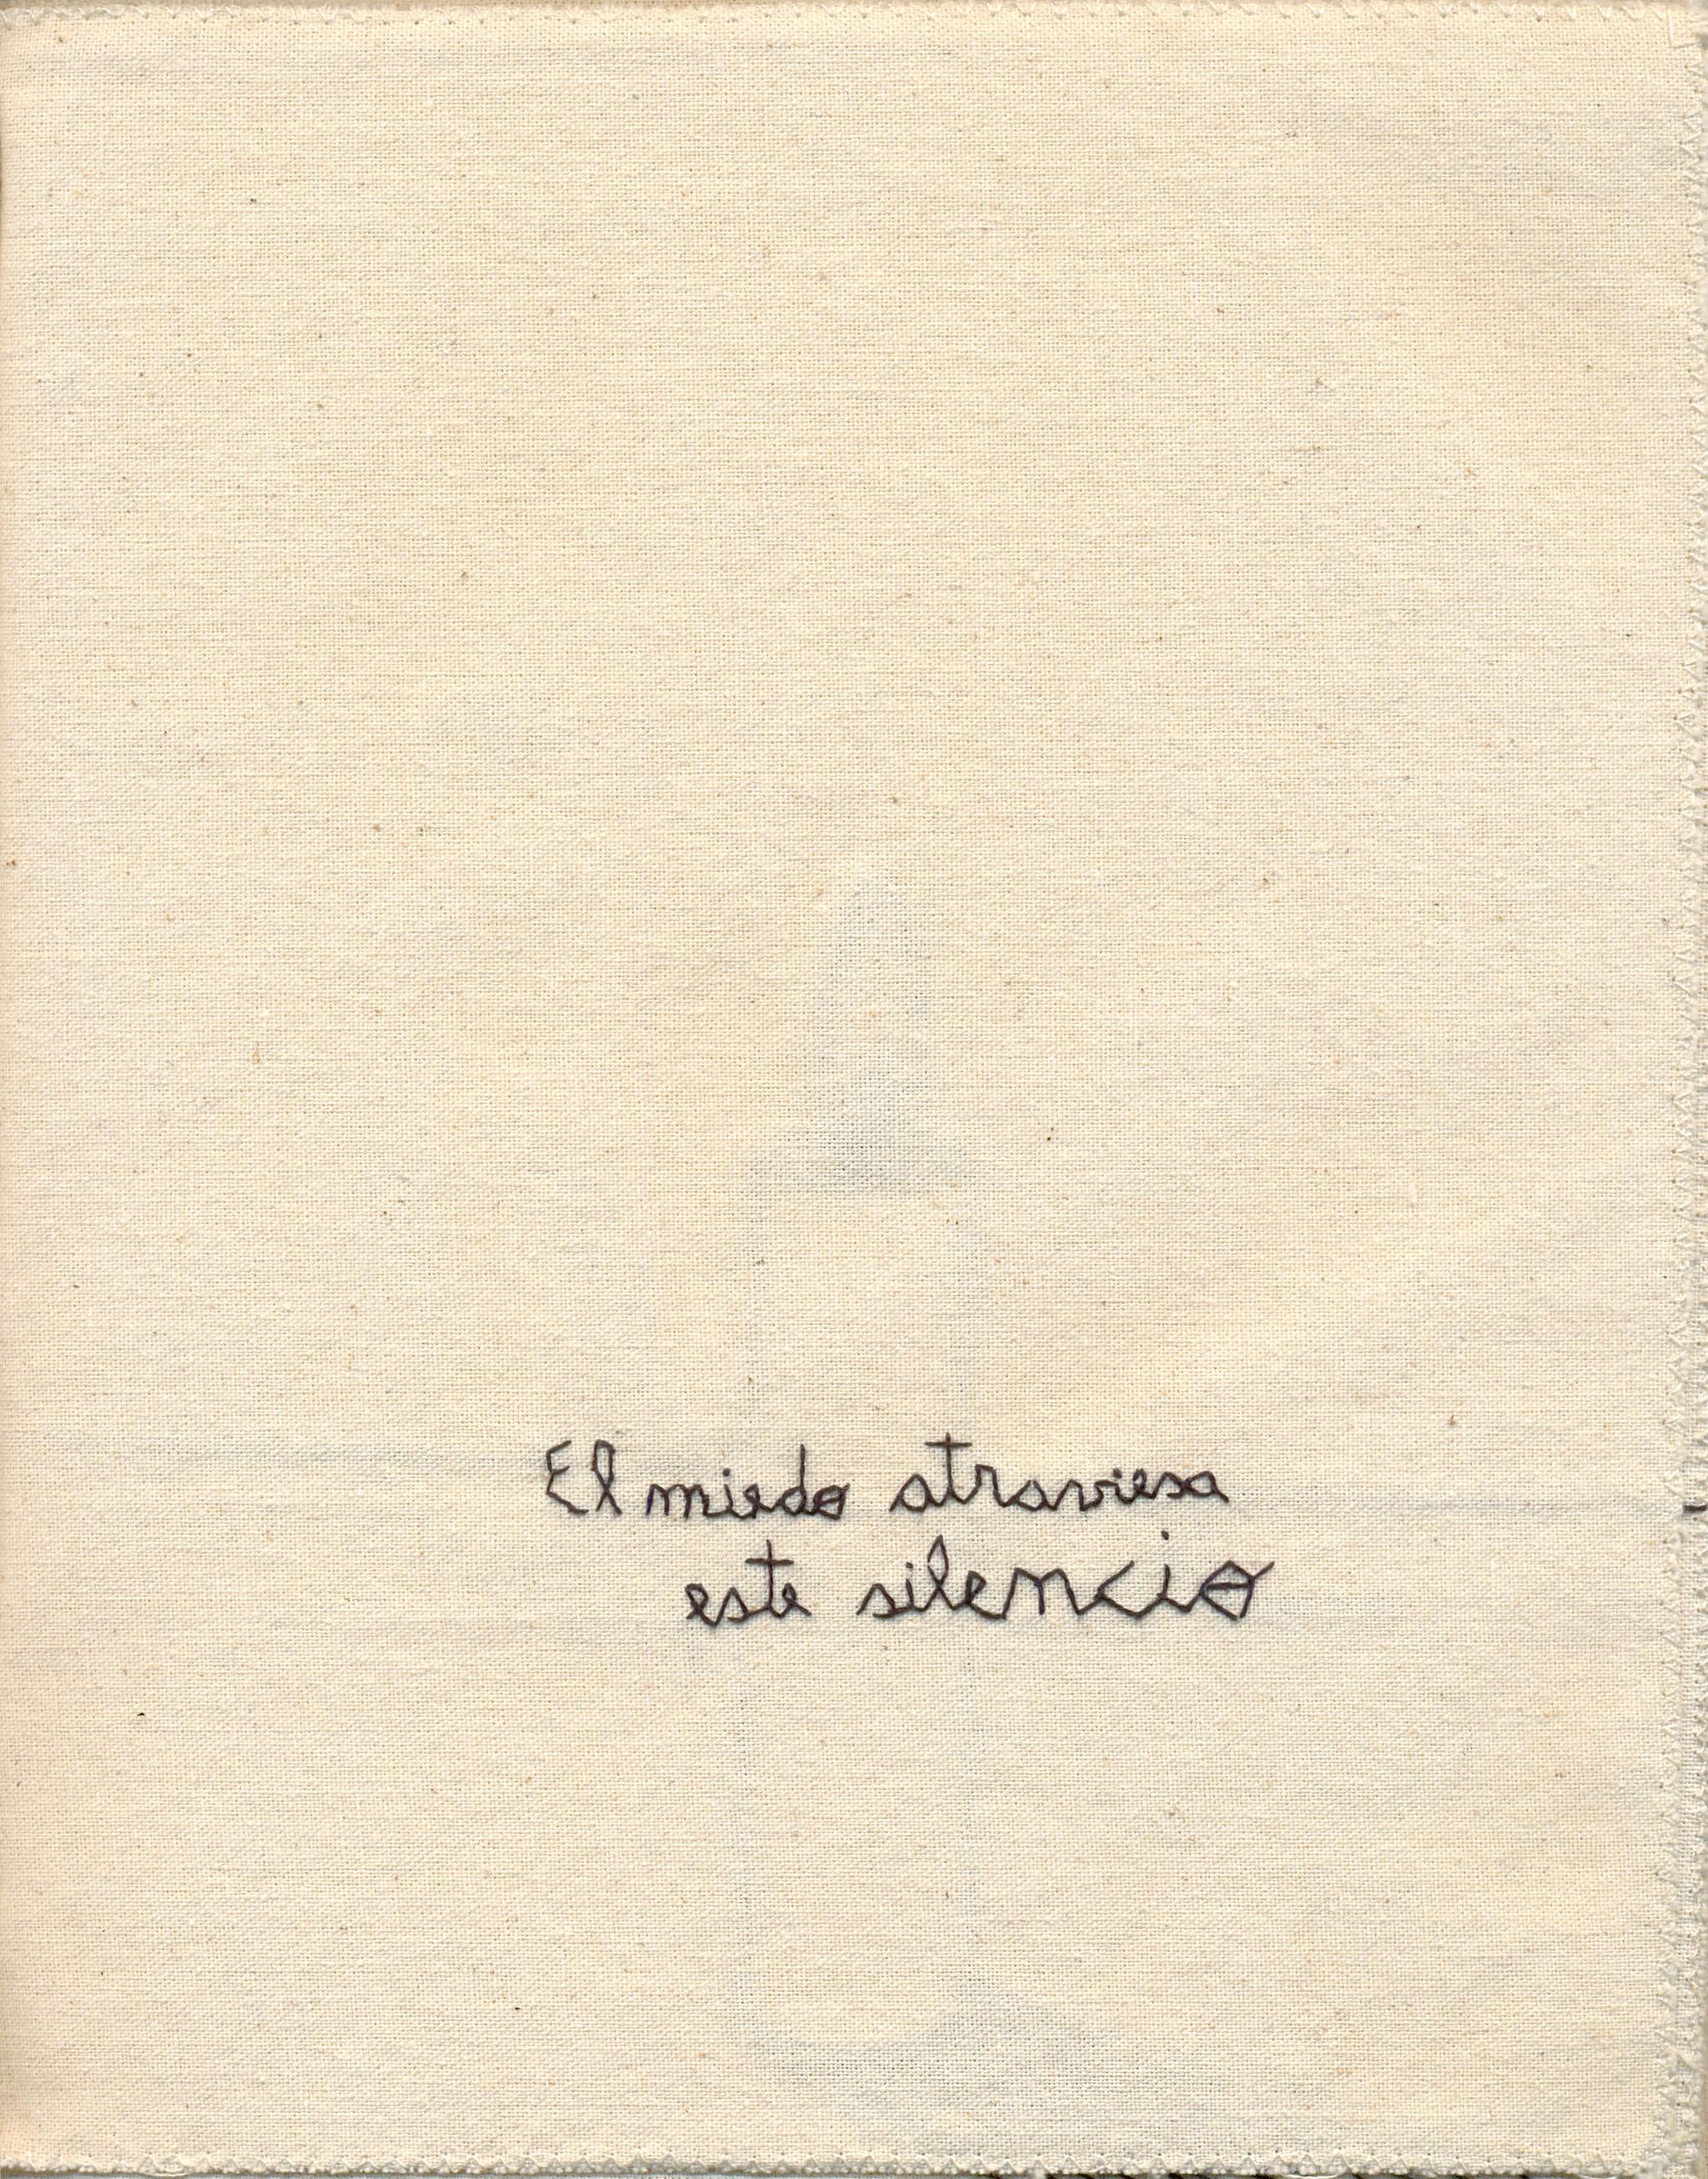 El miedo atraviesa
este silencio